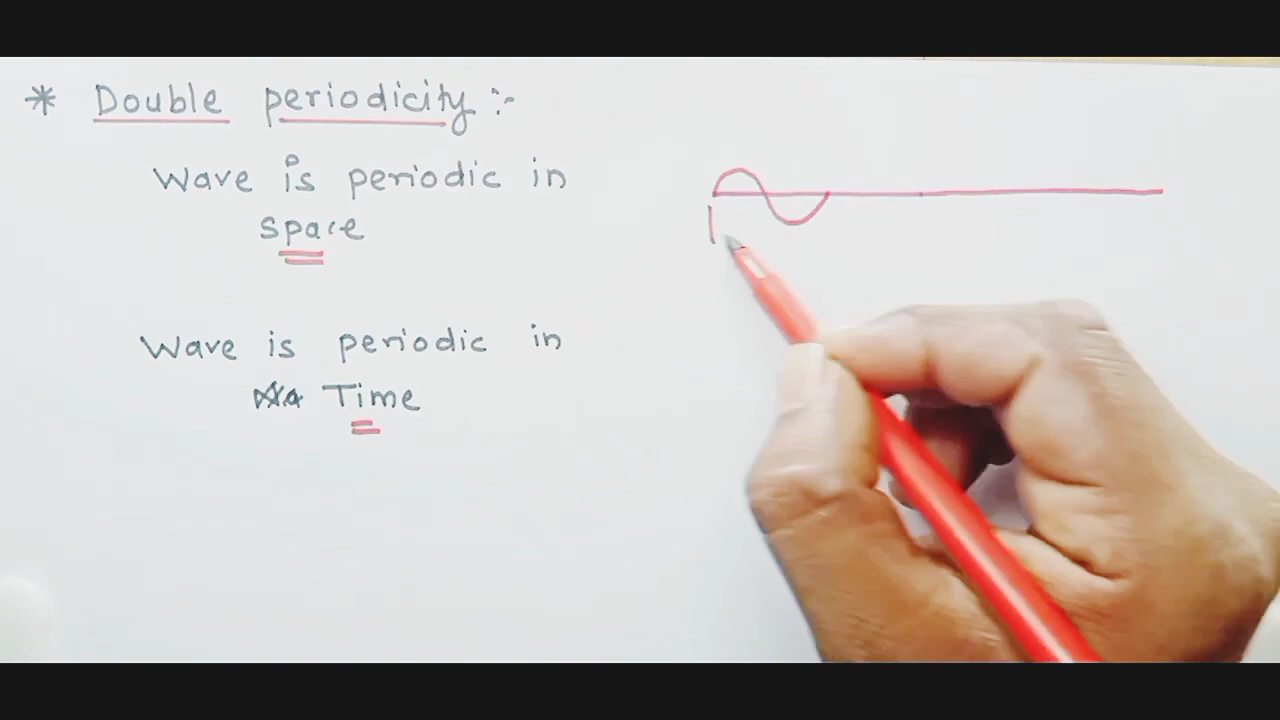 * Double periodicity :-
Wave is periodic in
space
Wave is periodic in
Time